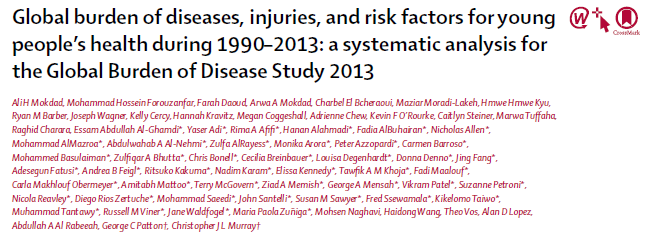 Global burden of diseases, injuries, and risk factors for young
people's health during 1990–2013: a systematic analysis for
the Global Burden of Disease Study 2013
CrossMark
Ali H Mokdad, Mohammad Hossein Forouzanfar, Farah Daoud, Arwa A Mokdad, Charbel El Bcheraoui, Maziar Moradi-Lakeh, Hmwe Hmwe Kyu,
Ryan M Barber, Joseph Wagner, Kelly Cercy, Hannah Kravitz, Megan Coggeshall, Adrienne Chew, Kevin F O'Rourke, Caitlyn Steiner, Marwa Tuffaha,
Raghid Charara, Essam Abdullah Al-Ghamdi*, Yaser Adi*, Rima A Afifi*, Hanan Alahmadi*, Fadia AlBuhairan*, Nicholas Allen*,
Mohammad AlMazroa*, Abdulwahab A Al-Nehmi*, Zulfa AlRayess*, Monika Arora*, Peter Azzopardi*, Carmen Barroso*,
Mohammed Basulaiman*, Zulfiqar A Bhutta*, Chris Bonell*, Cecilia Breinbauer*, Louisa Degenhardt*, Donna Denno*, Jing Fang*,
Adesegun Fatusi*, Andrea B Feigl*, Ritsuko Kakuma*, Nadim Karam*, Elissa Kennedy*, Tawfik A M Khoja*, Fadi Maalouf*,
Carla Makhlouf Obermeyer*, Amitabh Mattoo*, Terry McGovern*, Ziad A Memish*, George A Mensah*, Vikram Patel*, Suzanne Petroni*,
Nicola Reavley*, Diego Rios Zertuche*, Mohammad Saeedi*, John Santelli*, Susan M Sawyer*, Fred Ssewamala*, Kikelomo Taiwo*,
Muhammad Tantawy*, Russell M Viner*, Jane Waldfogel*, Maria Paola Zuñiga*, Mohsen Naghavi, Haidong Wang, Theo Vos, Alan D Lopez,
Abdullah A Al Rabeeah, George C Patton†, Christopher J L Murray†